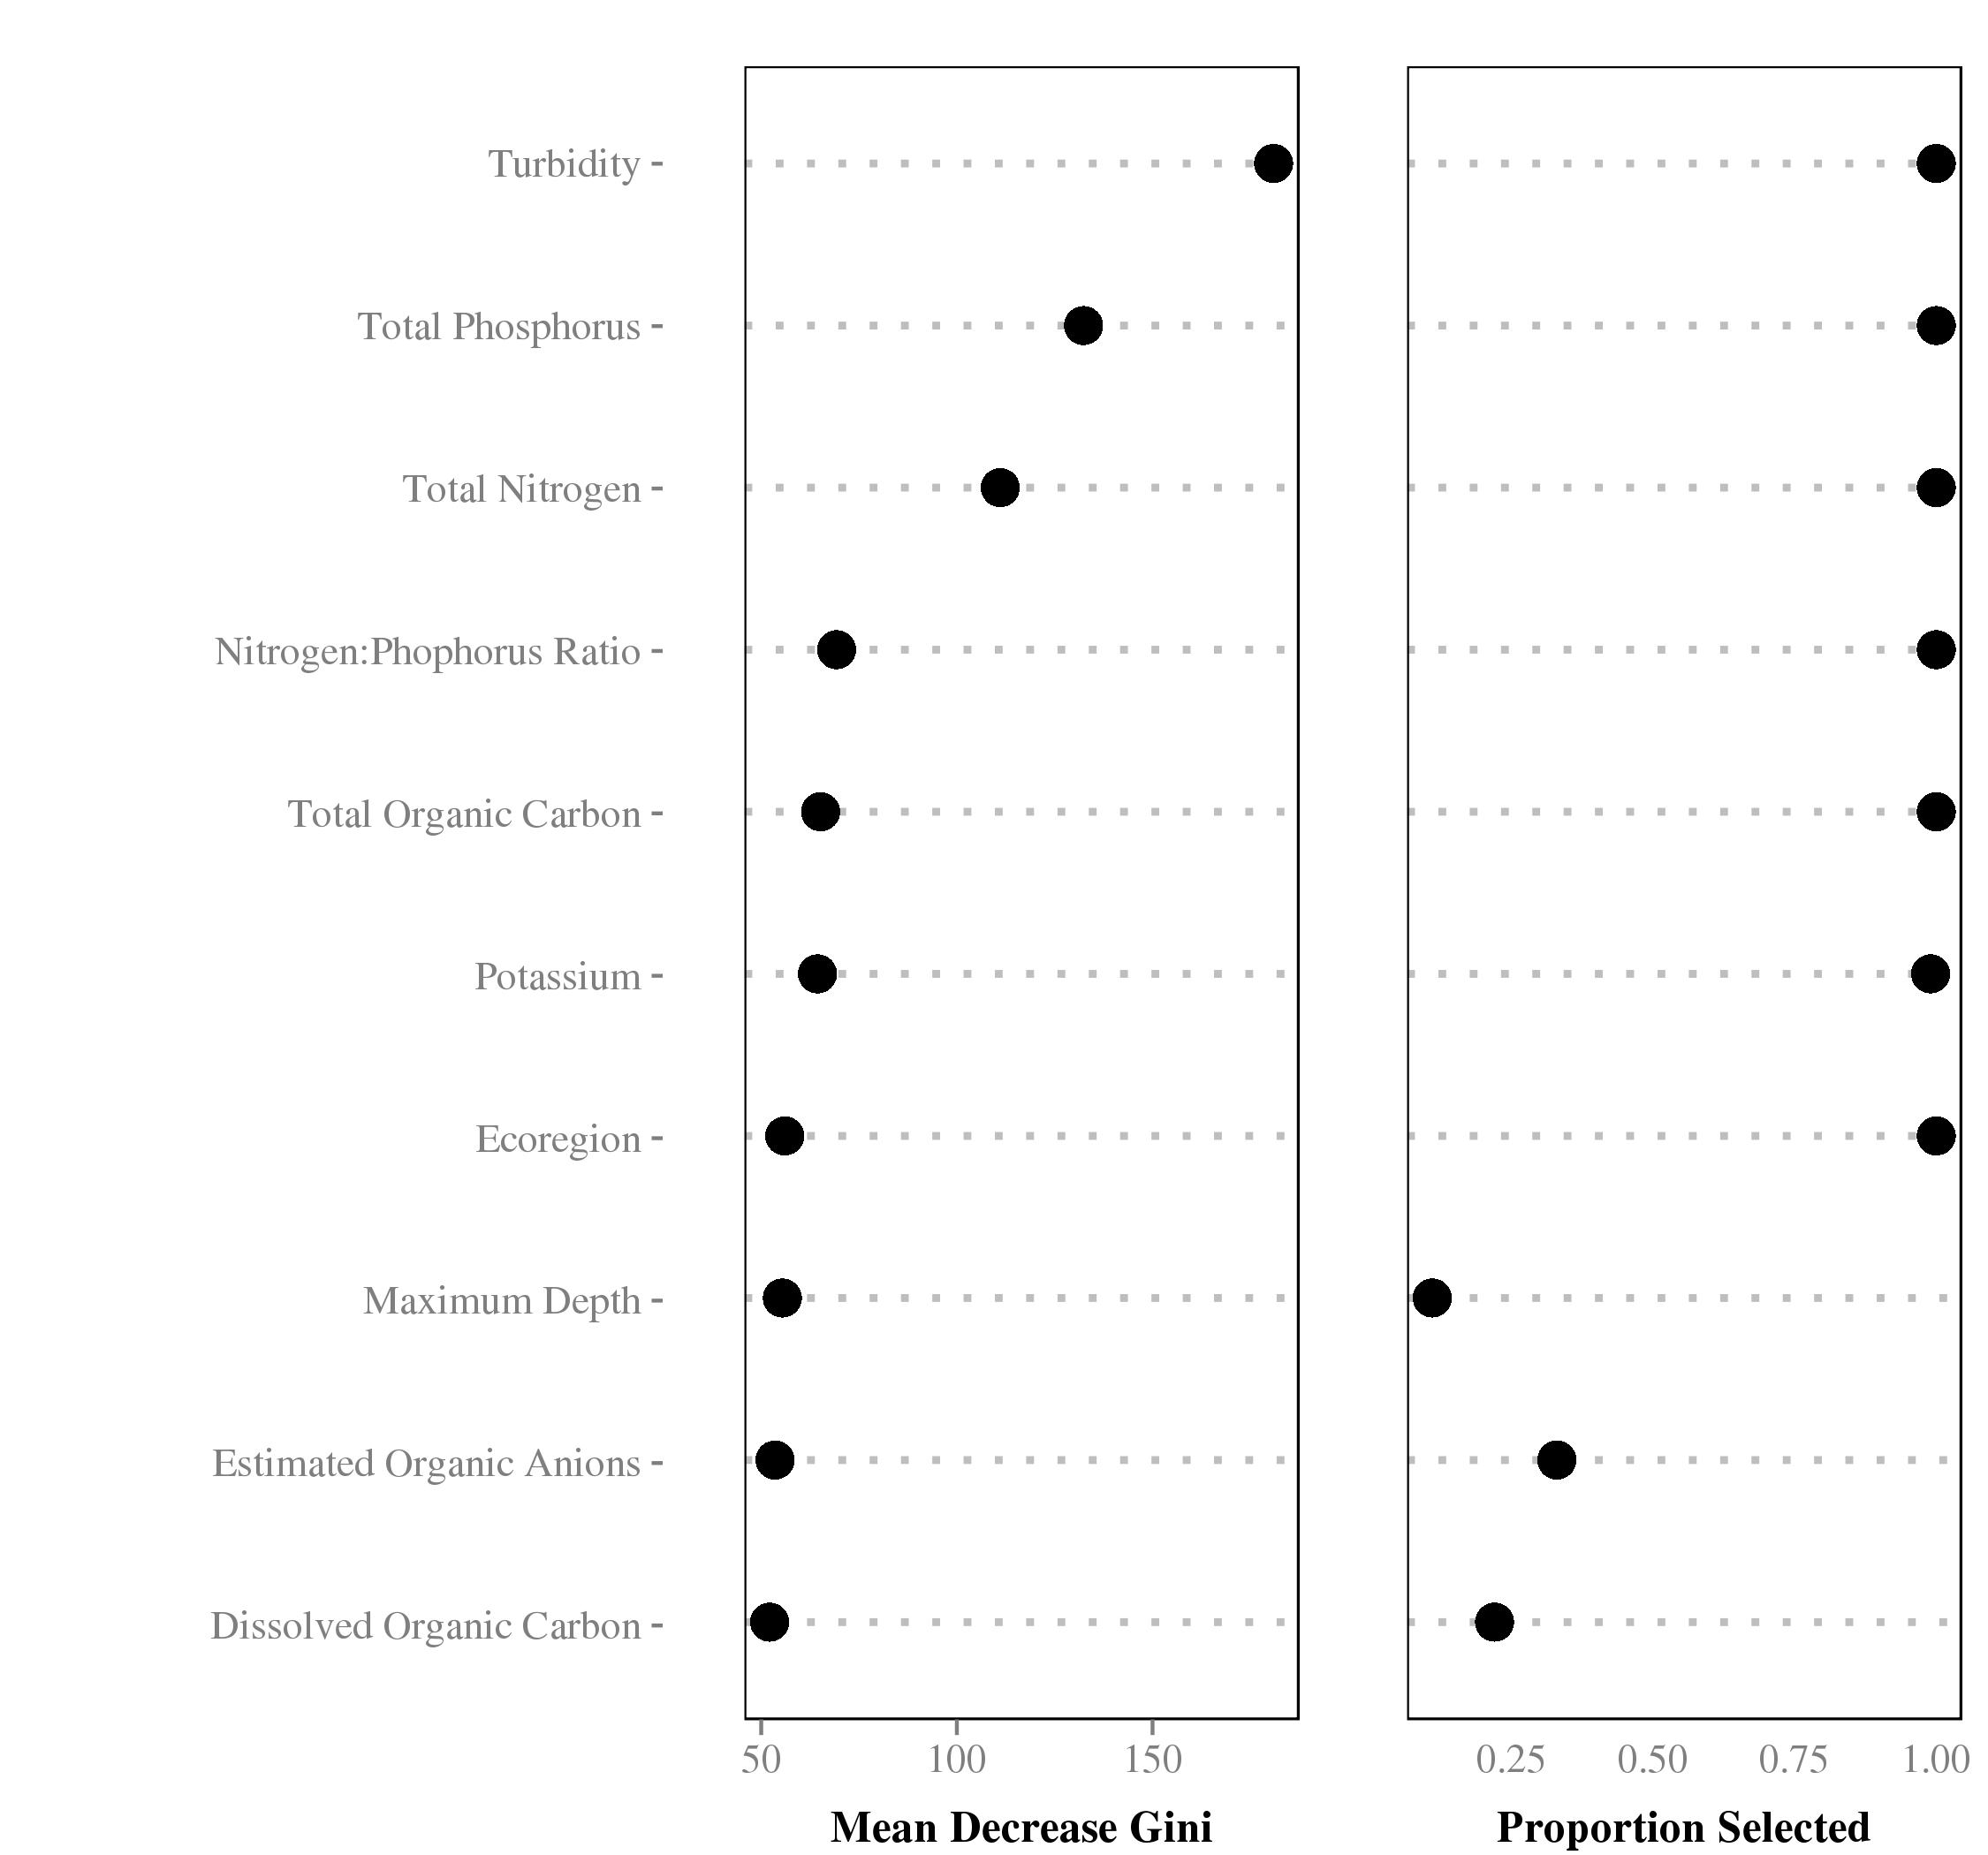 Turbidity
Total Phosphorus
Total Nitrogen
Nitrogen:Phophorus Ratio
Total Organic Carbon
Potassium
Ecoregion
Maximum Depth
Estimated Organic Anions
Dissolved Organic Carbon
50 100 150
Mean Decrease Gini
0.25 0.50 0.75 1.00
Proportion Selected